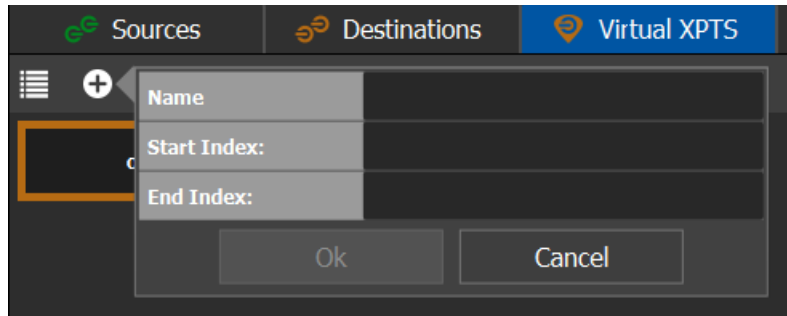 Sources
Destinations
Virtual XPTS
Name
Start Index:
End Index:
Ok
Cancel